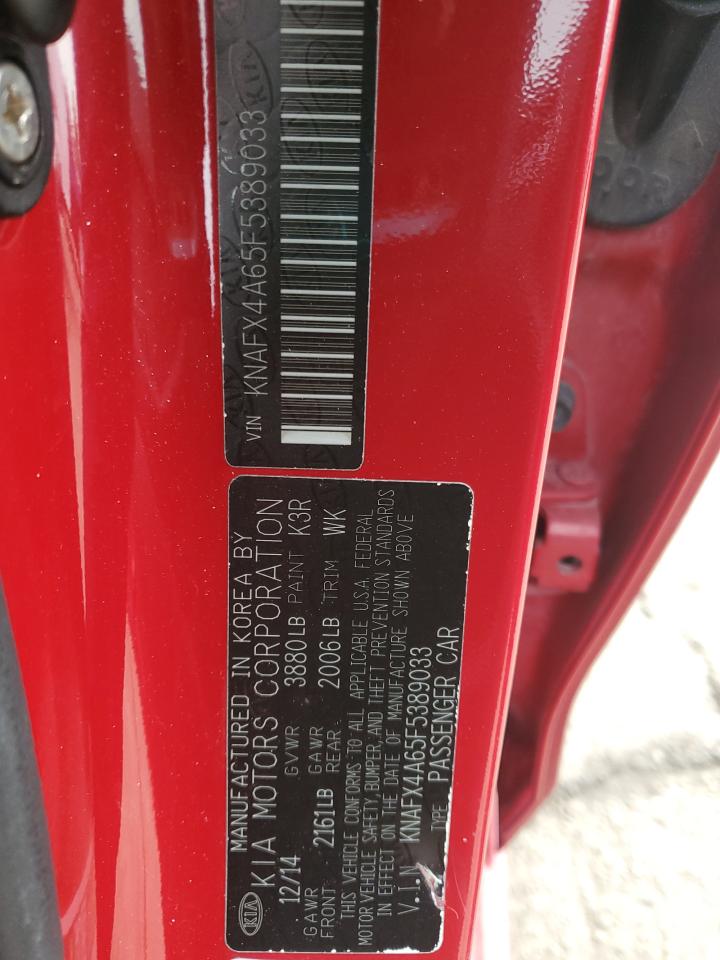 VIN KNAFX4A65F5389033
KIA
MANUFACTURED IN KOREA BY
KIA MOTORS CORPORATION
12/14 GVWR 3880LB PAINT K3R
GAWR FRONT 2161LB GAWR REAR 2006LB TRIM WK
THIS VEHICLE CONFORMS TO ALL APPLICABLE U.S.A. FEDERAL
MOTOR VEHICLE SAFETY, BUMPER, AND THEFT PREVENTION STANDARDS
IN EFFECT ON THE DATE OF MANUFACTURE SHOWN ABOVE
V.I.N KNAFX4A65F5389033
TYPE PASSENGER CAR
KIA